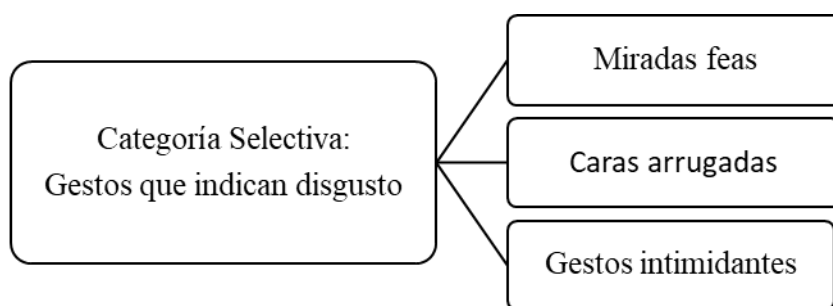 Categoría Selectiva:
Gestos que indican disgusto
Miradas feas
Caras arrugadas
Gestos intimidantes